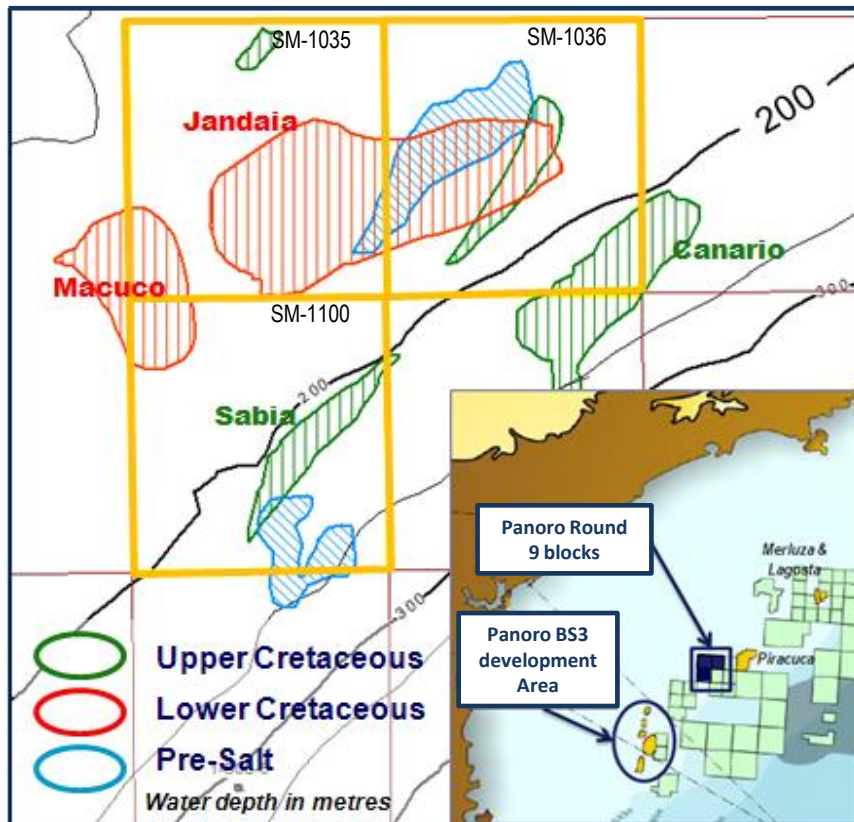 SM-1035
SM-1036
Jandaia
200
Canario
Macuco
SM-1100
300
200
Sabia
Panoro Round
9 blocks
Merluza &
Lagosta
Panoro BS3
development
Area
Piracuca
300
Upper Cretaceous
Lower Cretaceous
Pre-Salt
Water depth in metres